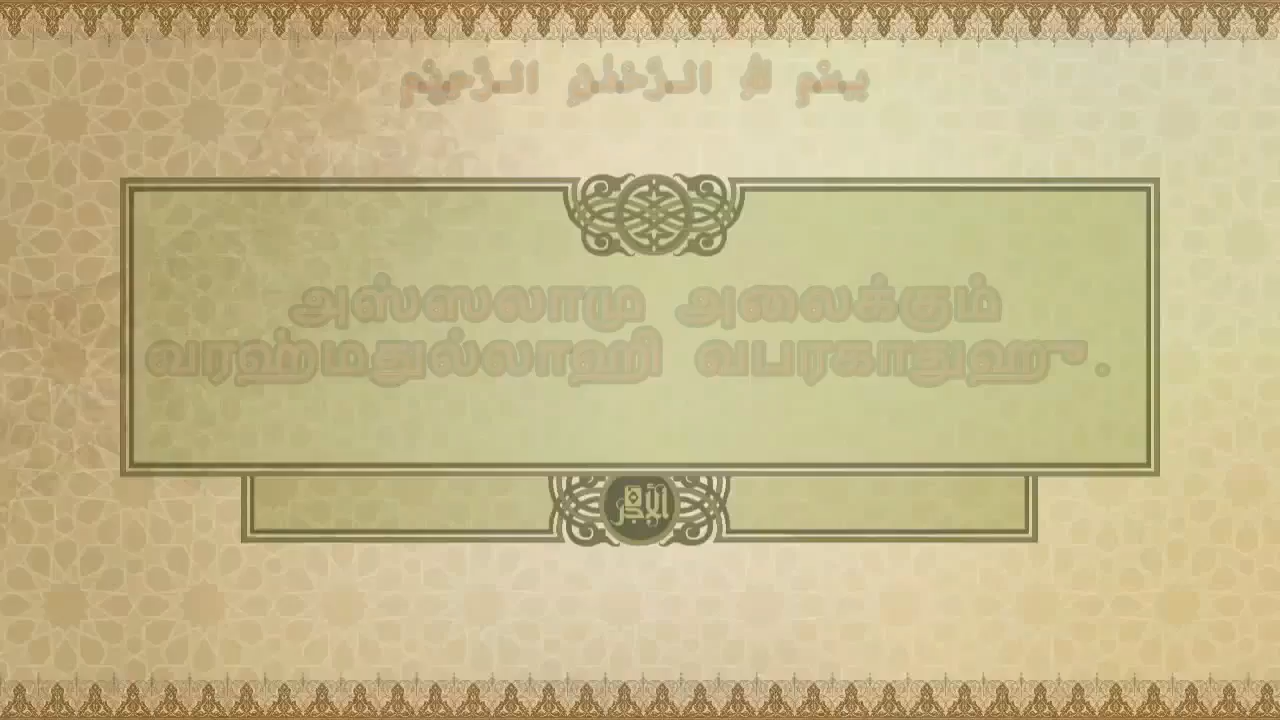 بسم الله الرحمن الرحيم
அஸ்ஸலாமு அலைக்கும்
வரஹ்மதுல்லாஹி வபரகாதுஹு.